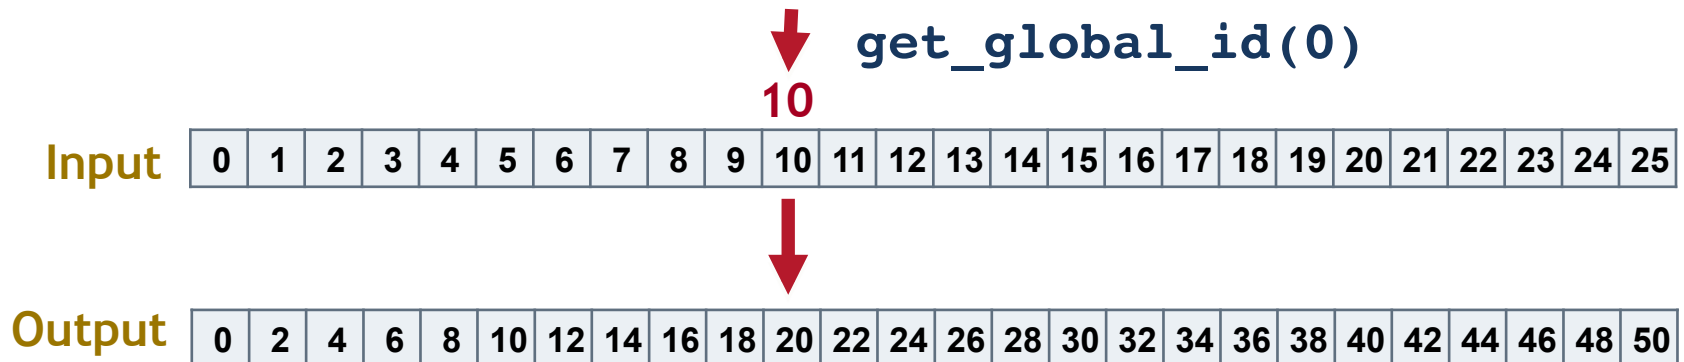 get_global_id(0)
10
Input 0 1 2 3 4 5 6 7 8 9 10 11 12 13 14 15 16 17 18 19 20 21 22 23 24 25
Output 0 2 4 6 8 10 12 14 16 18 20 22 24 26 28 30 32 34 36 38 40 42 44 46 48 50